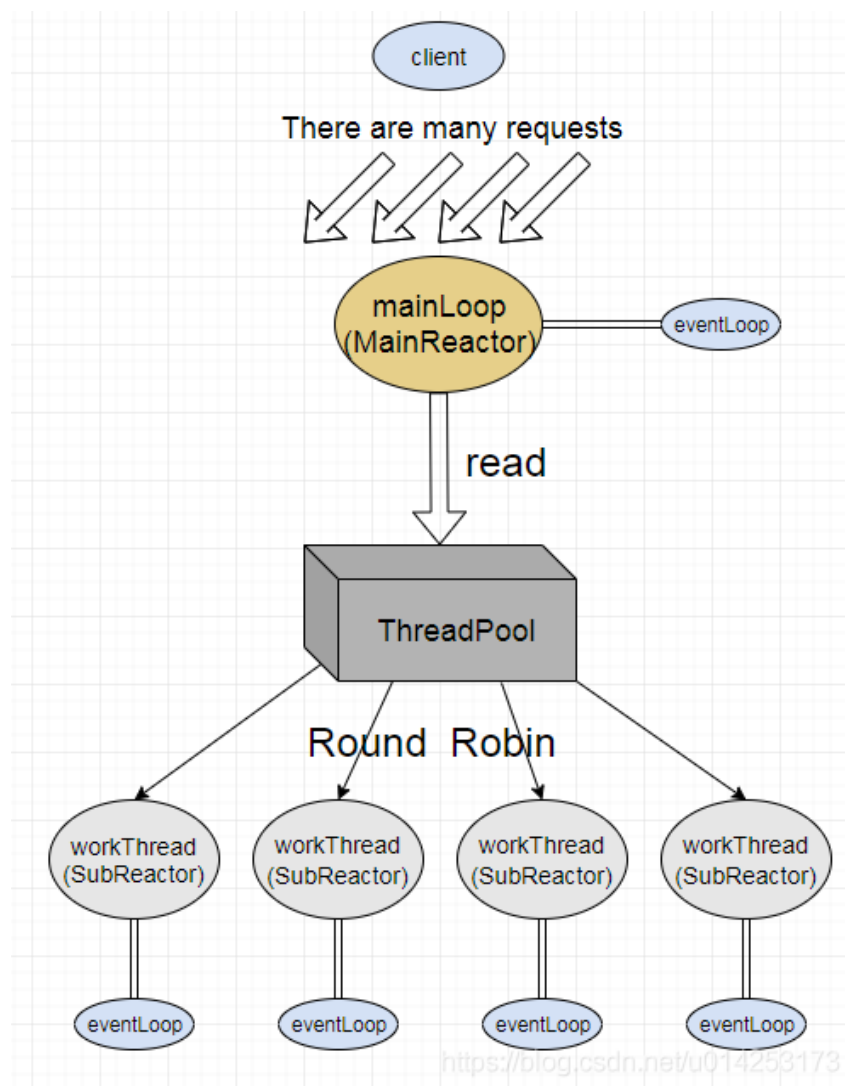 client
There are many requests
mainLoop
(MainReactor)
eventLoop
read
ThreadPool
Round Robin
workThread
(SubReactor)
workThread
(SubReactor)
workThread
(SubReactor)
workThread
(SubReactor)
eventLoop
eventLoop
eventLoop
eventLoop
https://blog.csdn.net/u014253173